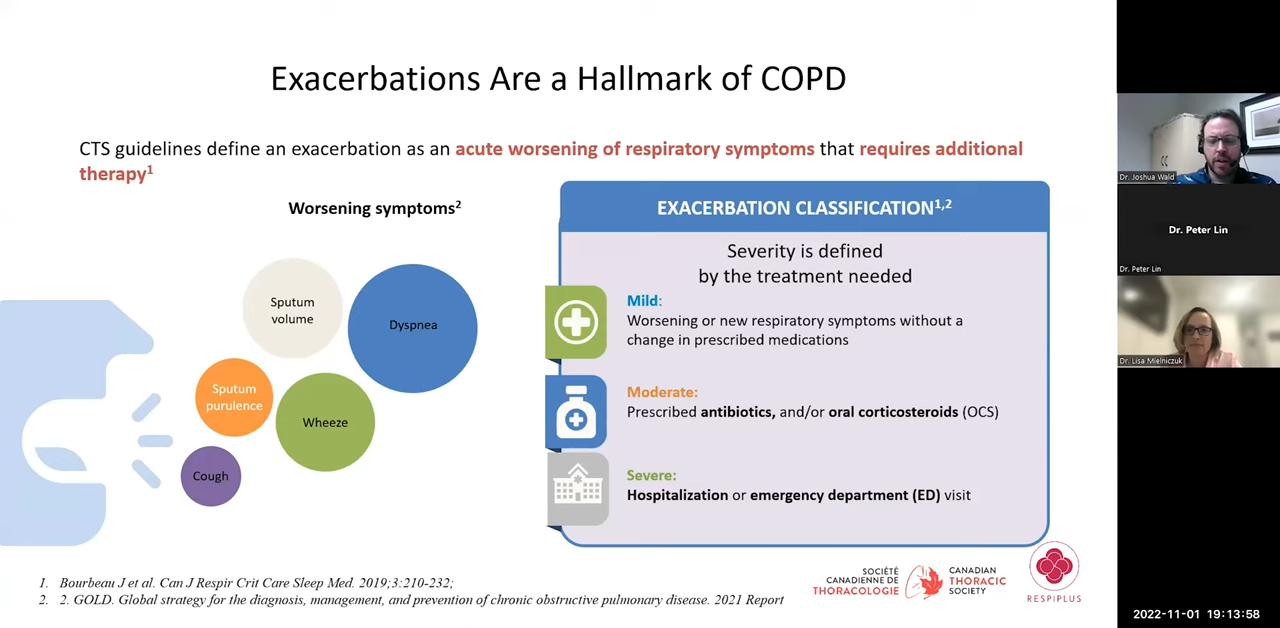 Exacerbations Are a Hallmark of COPD
CTS guidelines define an exacerbation as an acute worsening of respiratory symptoms that requires additional
therapy1
Worsening symptoms2
Sputum
volume
Dyspnea
Sputum
purulence
Wheeze
Cough
EXACERBATION CLASSIFICATION1,2
Severity is defined
by the treatment needed
Mild:
Worsening or new respiratory symptoms without a
change in prescribed medications
Moderate:
Prescribed antibiotics, and/or oral corticosteroids (OCS)
Severe:
Hospitalization or emergency department (ED) visit
1. Bourbeau J et al. Can J Respir Crit Care Sleep Med. 2019;3:210-232;
2. 2. GOLD. Global strategy for the diagnosis, management, and prevention of chronic obstructive pulmonary disease. 2021 Report
SOCIÉTÉ
CANADIENNE DE
THORACOLOGIE
CANADIAN
THORACIC
SOCIETY
RESPIPLUS
Dr. Joshua Wald
Dr. Peter Lin
Dr. Peter Lin
Dr. Lisa Mielniczuk
2022-11-01 19:13:58